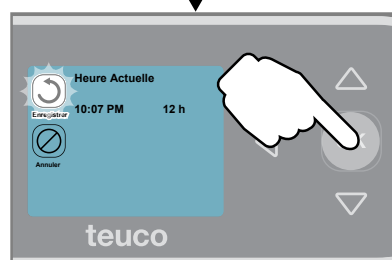 Heure Actuelle
10:07 PM 12 h
Enregistrer
Annuler
teuco